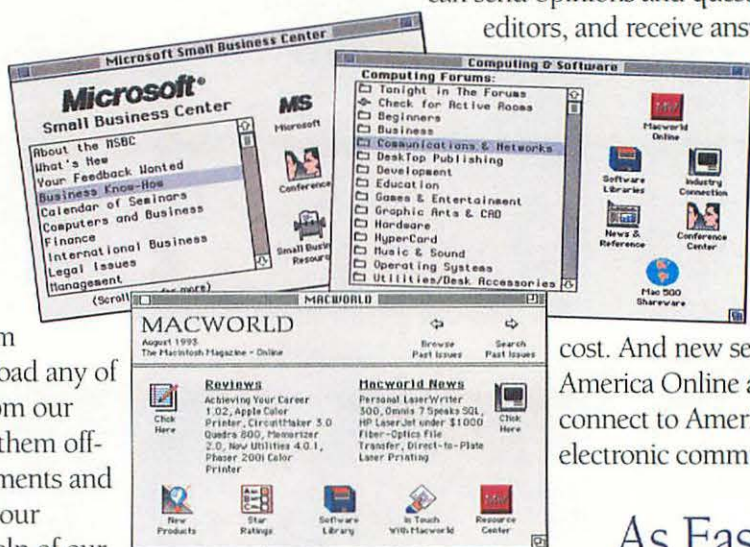 can send opinions and ques
editors, and receive ans
Microsoft Small Business Center
Microsoft®
Small Business Center
About the MSBC
What's New
Your Feedback Wanted
Business Know-How
Calendar of Seminars
Computers and Business
Finance
International Business
Legal Issues
Management
(Scroll for more)
MS
Microsoft
Conference
Small Busin
Resour
Computing & Software
Computing Forums:
Tonight in The Forums
Check for Active Rooms
Beginners
Business
Communications & Networks
DeskTop Publishing
Development
Education
Games & Entertainment
Graphic Arts & CAD
Hardware
HyperCard
Music & Sound
Operating Systems
Utilities/Desk Accessories
Macworld
Online
Software
Libraries
Industry
Connection
News &
Reference
Conference
Center
Mac 500
Shareware
MACWORLD
MACWORLD
August 1993
The Macintosh Magazine - Online
Browse
Past Issues
Search
Past Issues
Click
Here
Reviews
Achieving Your Career
1.02, Apple Color
Printer, CircuitMaker 3.0
Quadra 800, Memorizer
2.0, Now Utilities 4.0.1,
Phaser 200i Color
Printer
Macworld News
Personal LaserWriter
300, Omnis 7 Speaks SQL,
HP LaserJet under $1000
Fiber-Optics File
Transfer, Direct-to-Plate
Laser Printing
Click
Here
New
Products
Star
Ratings
Software
Library
In Touch
With Macworld
Resource
Center
m
oad any of
om our
them off-
ments and
our
elp of our
cost. And new se
America Online a
connect to Ameri
electronic comm
As Eas